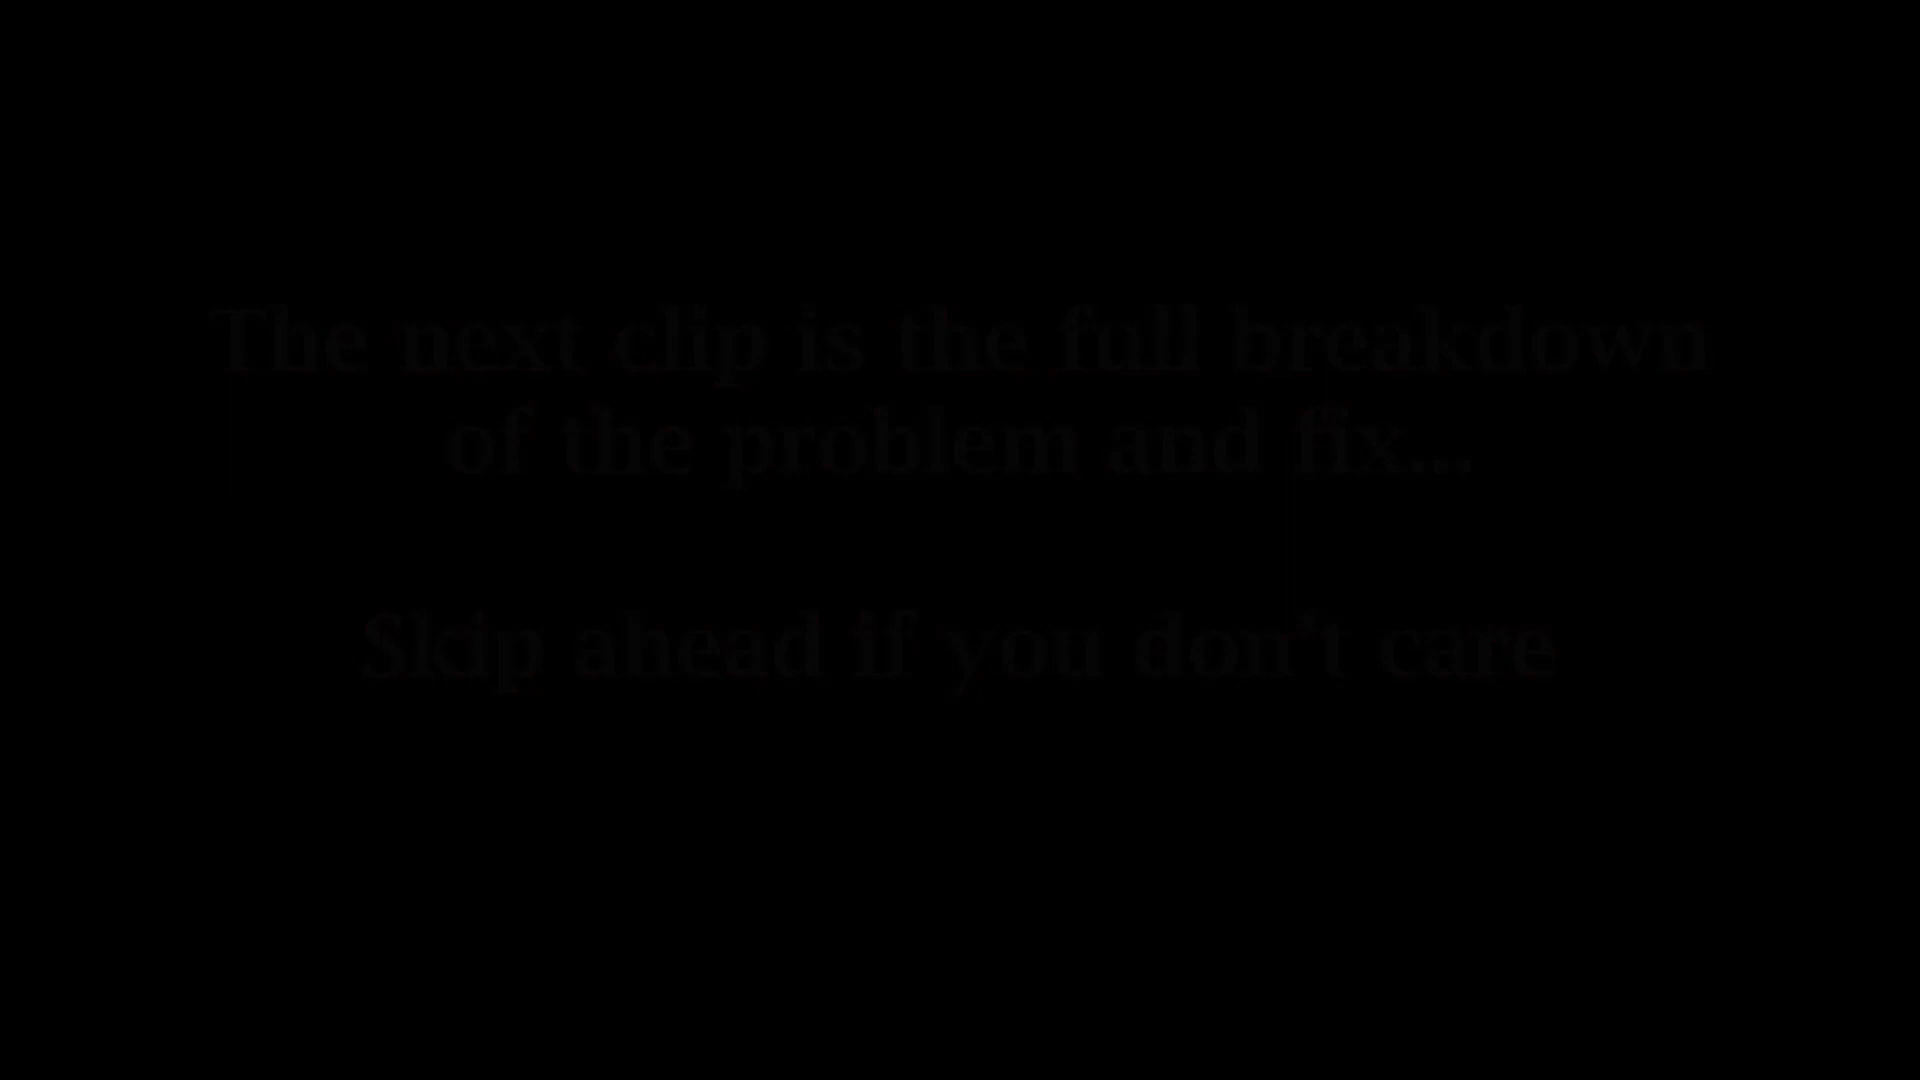 The next clip is the full breakdown
of the problem and fix...
Skip ahead if you don't care